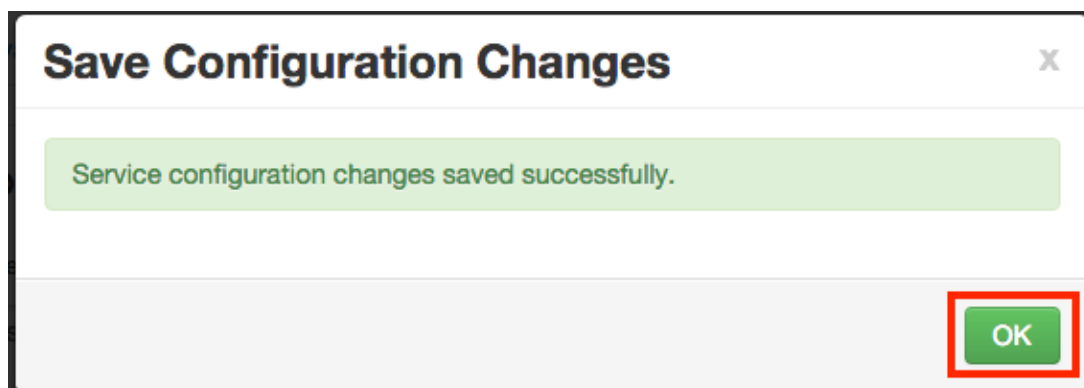 Save Configuration Changes
x
Service configuration changes saved successfully.
OK